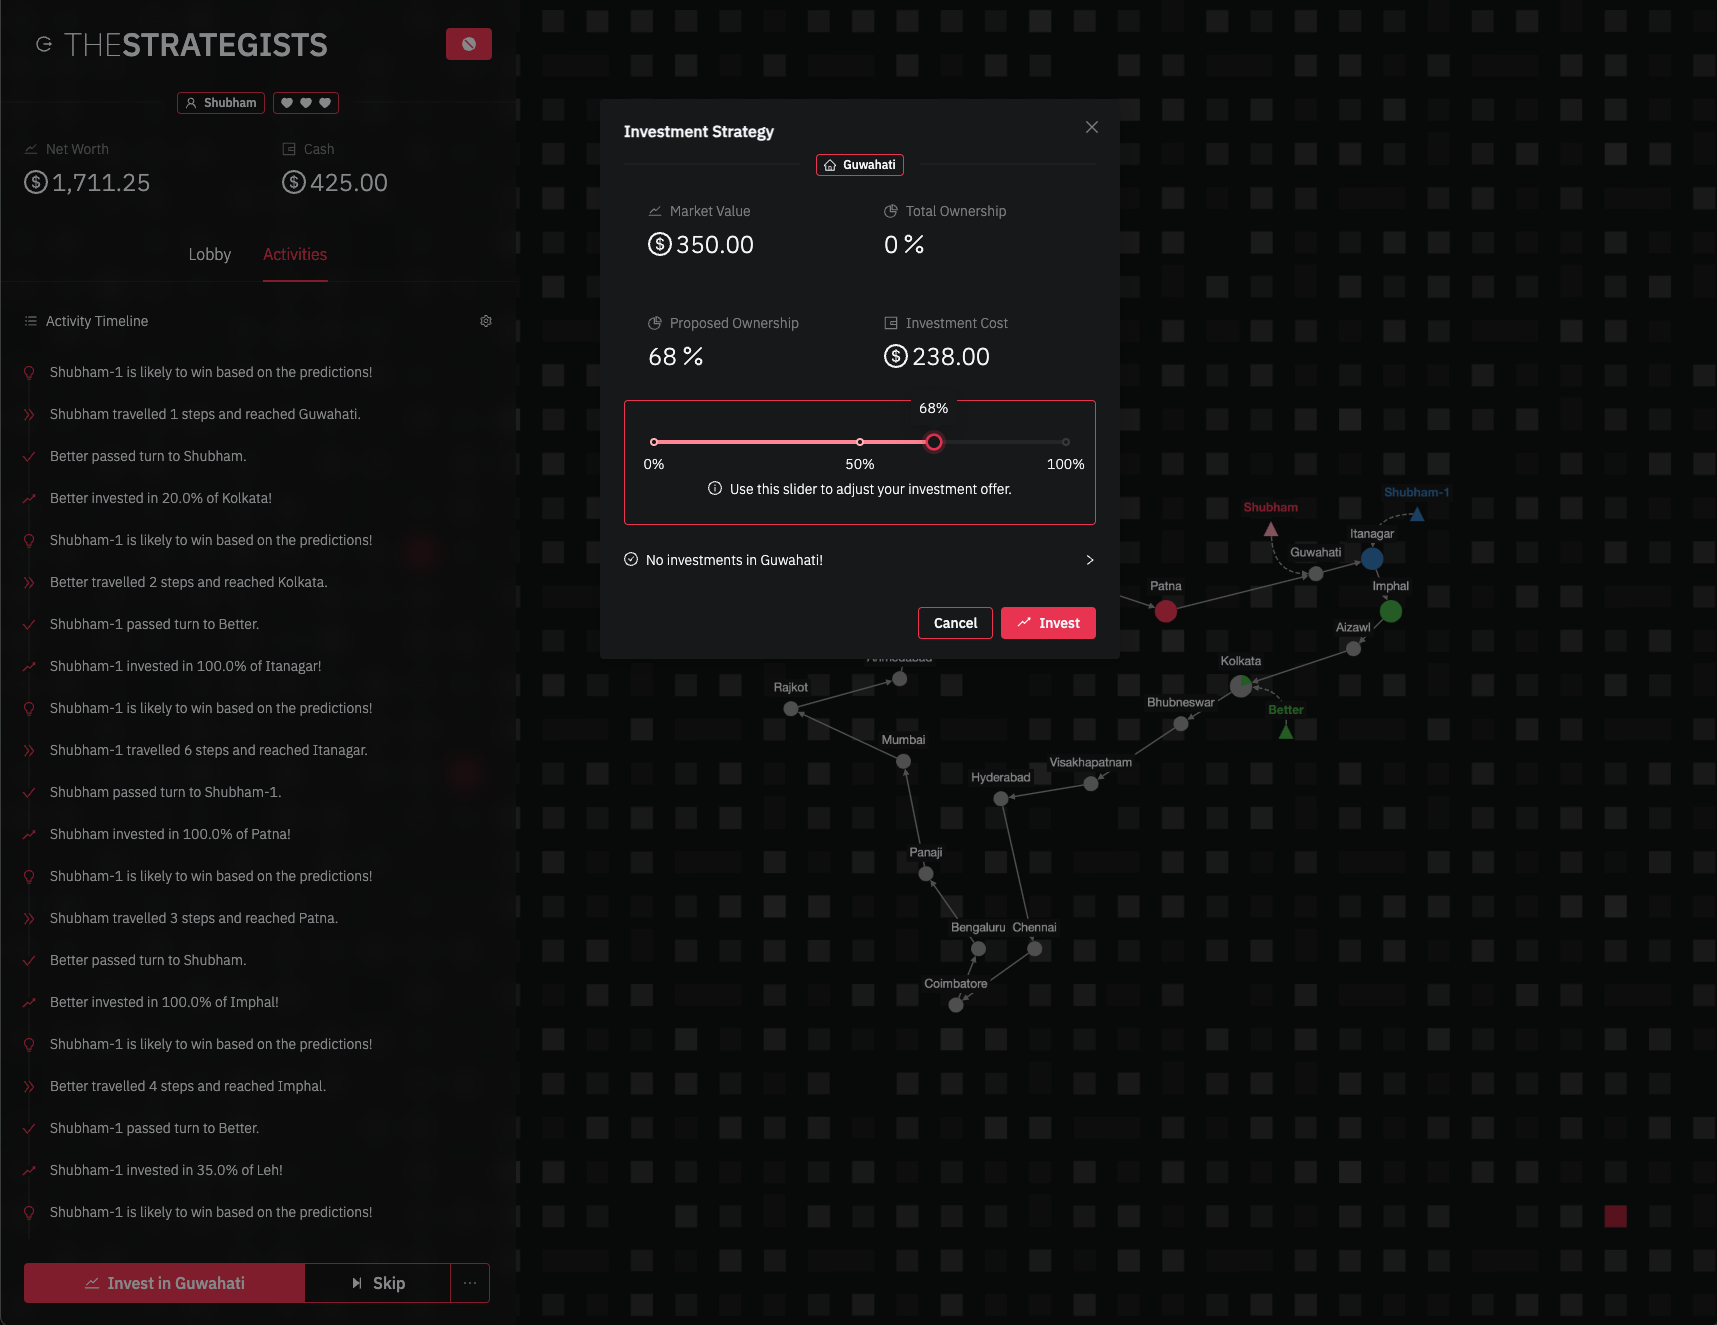 THESTRATEGISTS
Shubham
Net Worth
Cash
$1,711.25
$425.00
Lobby
Activities
Activity Timeline
Shubham-1 is likely to win based on the predictions!
Shubham travelled 1 steps and reached Guwahati.
Better passed turn to Shubham.
Better invested in 20.0% of Kolkata!
Shubham-1 is likely to win based on the predictions!
Better travelled 2 steps and reached Kolkata.
Shubham-1 passed turn to Better.
Shubham-1 invested in 100.0% of Itanagar!
Shubham-1 is likely to win based on the predictions!
Shubham-1 travelled 6 steps and reached Itanagar.
Shubham passed turn to Shubham-1.
Shubham invested in 100.0% of Patna!
Shubham-1 is likely to win based on the predictions!
Shubham travelled 3 steps and reached Patna.
Better passed turn to Shubham.
Better invested in 100.0% of Imphal!
Shubham-1 is likely to win based on the predictions!
Better travelled 4 steps and reached Imphal.
Shubham-1 passed turn to Better.
Shubham-1 invested in 35.0% of Leh!
Shubham-1 is likely to win based on the predictions!
Invest in Guwahati
Skip
Investment Strategy
Guwahati
Market Value
Total Ownership
$350.00
0 %
Proposed Ownership
Investment Cost
68 %
$238.00
68%
0%
50%
100%
Use this slider to adjust your investment offer.
No investments in Guwahati!
Cancel
Invest
Shubham-1
Shubham
Itanagar
Guwahati
Patna
Imphal
Aizawl
Kolkata
Ahmedabad
Rajkot
Bhubneswar
Better
Mumbai
Visakhapatnam
Hyderabad
Panaji
Bengaluru
Chennai
Coimbatore